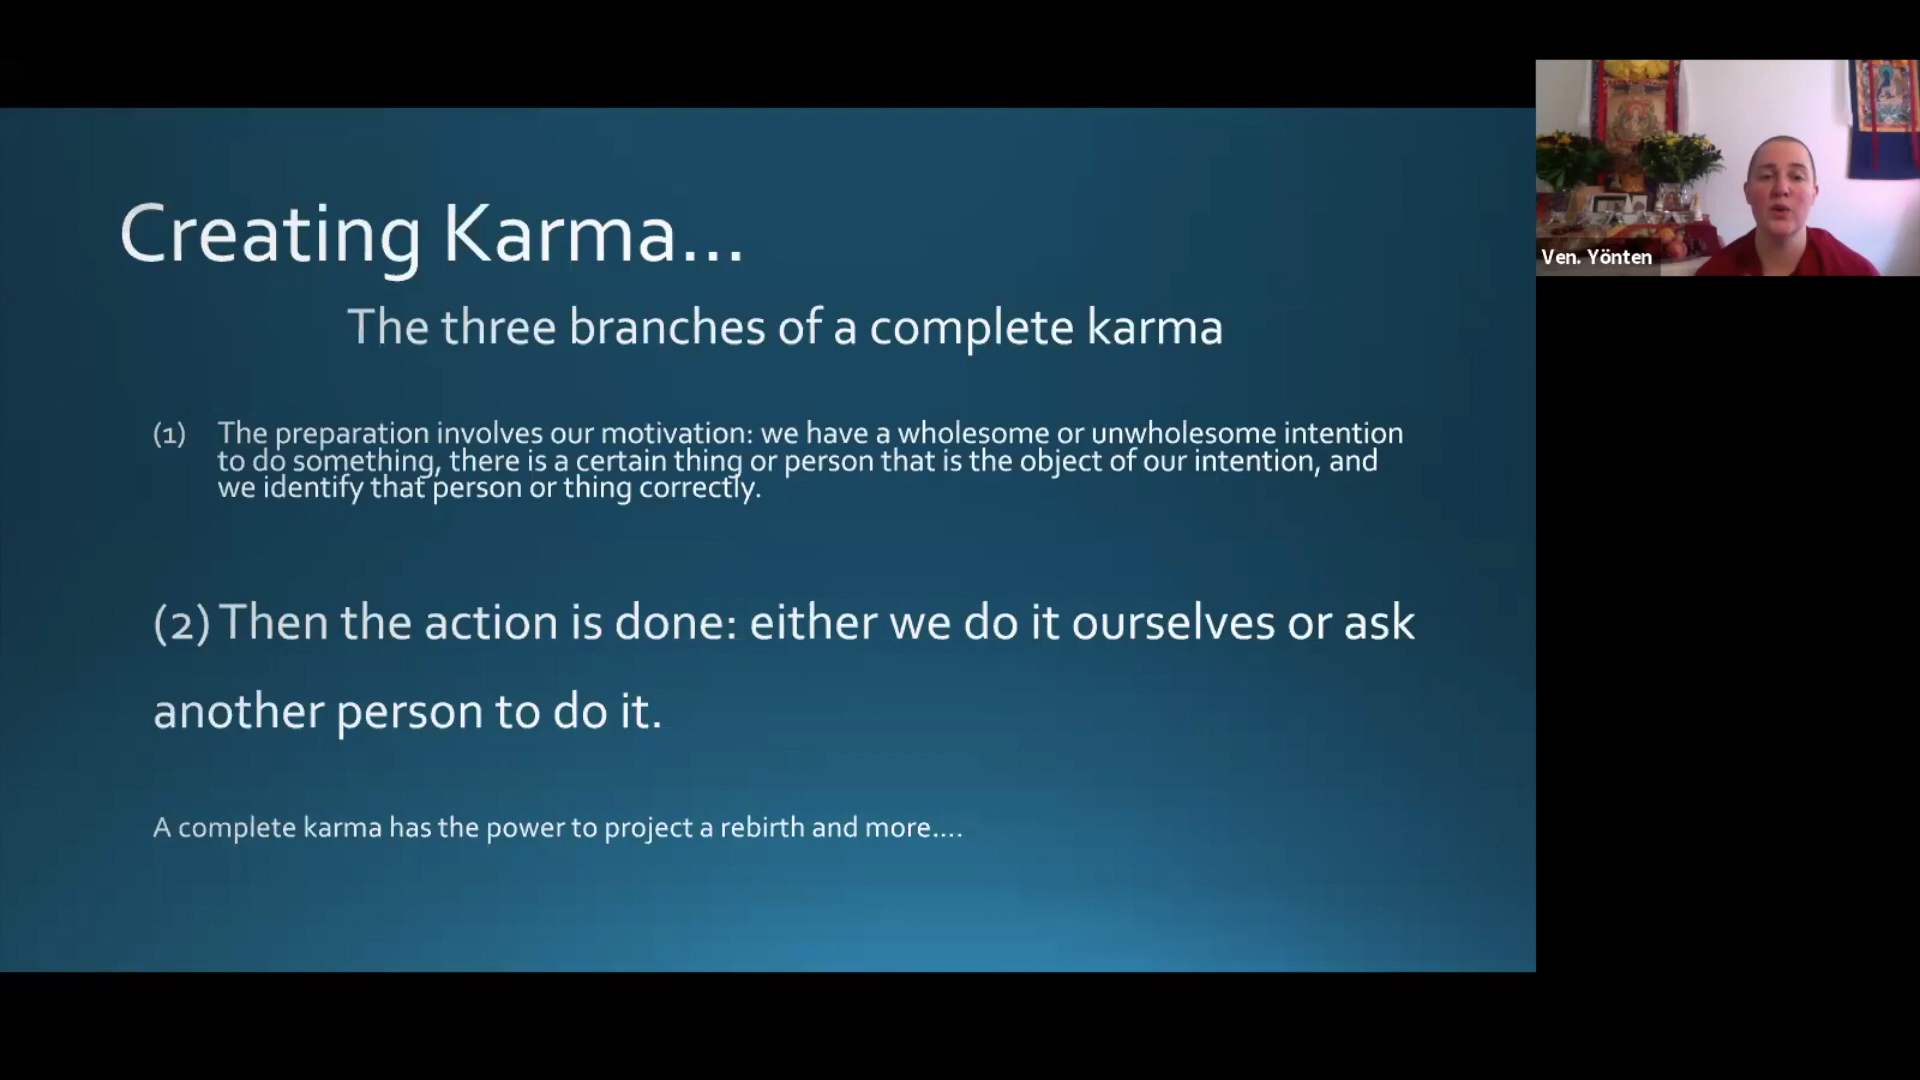 Creating Karma...
The three branches of a complete karma
(1) The preparation involves our motivation: we have a wholesome or unwholesome intention
to do something, there is a certain thing or person that is the object of our intention, and
we identify that person or thing correctly.
(2) Then the action is done: either we do it ourselves or ask
another person to do it.
A complete karma has the power to project a rebirth and more....
Ven. Yönten